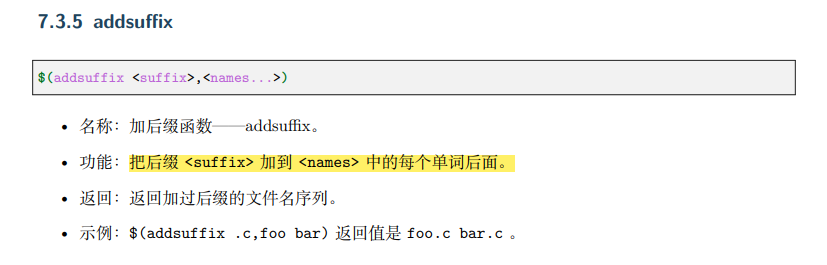 7.3.5 addsuffix
$(addsuffix <suffix>,<names...>)
• 名称：加后缀函数——addsuffix。
• 功能：把后缀 <suffix> 加到 <names> 中的每个单词后面。
• 返回：返回加过后缀的文件名序列。
• 示例：$(addsuffix .c,foo bar) 返回值是 foo.c bar.c 。